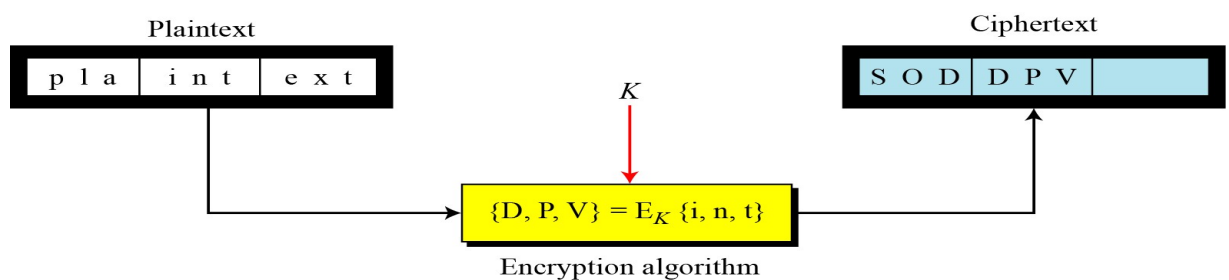 Plaintext
Ciphertext
p l a i n t e x t
S O D D P V
K
{D, P, V} = E_K {i, n, t}
Encryption algorithm